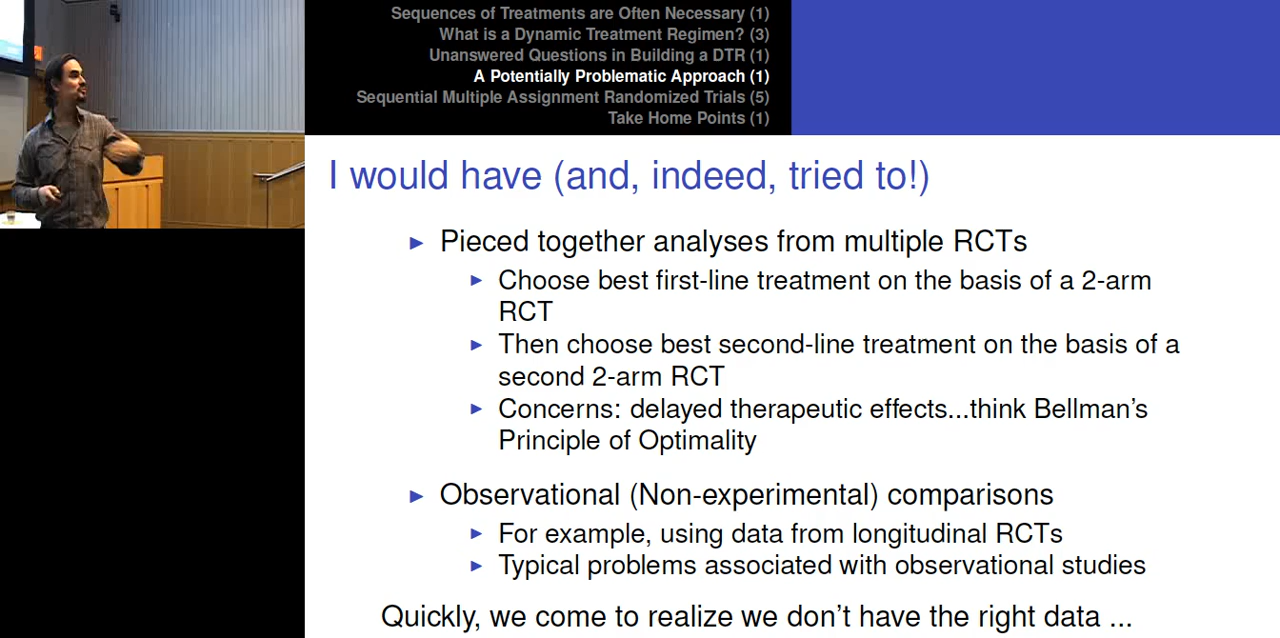 Sequences of Treatments are Often Necessary (1)
What is a Dynamic Treatment Regimen? (3)
Unanswered Questions in Building a DTR (1)
A Potentially Problematic Approach (1)
Sequential Multiple Assignment Randomized Trials (5)
Take Home Points (1)
I would have (and, indeed, tried to!)
► Pieced together analyses from multiple RCTs
► Choose best first-line treatment on the basis of a 2-arm
RCT
► Then choose best second-line treatment on the basis of a
second 2-arm RCT
► Concerns: delayed therapeutic effects...think Bellman's
Principle of Optimality
► Observational (Non-experimental) comparisons
► For example, using data from longitudinal RCTs
► Typical problems associated with observational studies
Quickly, we come to realize we don't have the right data ...